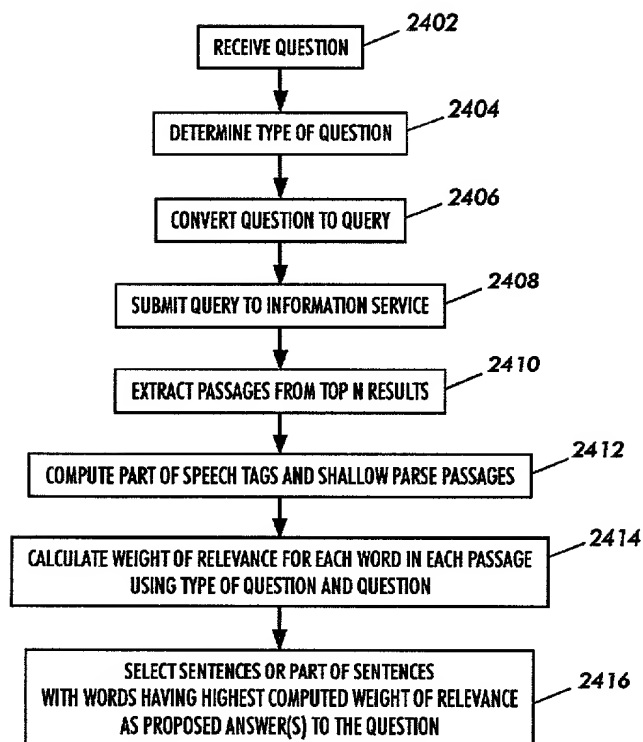 2402
RECEIVE QUESTION
2404
DETERMINE TYPE OF QUESTION
2406
CONVERT QUESTION TO QUERY
2408
SUBMIT QUERY TO INFORMATION SERVICE
2410
EXTRACT PASSAGES FROM TOP N RESULTS
2412
COMPUTE PART OF SPEECH TAGS AND SHALLOW PARSE PASSAGES
2414
CALCULATE WEIGHT OF RELEVANCE FOR EACH WORD IN EACH PASSAGE
USING TYPE OF QUESTION AND QUESTION
SELECT SENTENCES OR PART OF SENTENCES
WITH WORDS HAVING HIGHEST COMPUTED WEIGHT OF RELEVANCE
2416
AS PROPOSED ANSWER(S) TO THE QUESTION